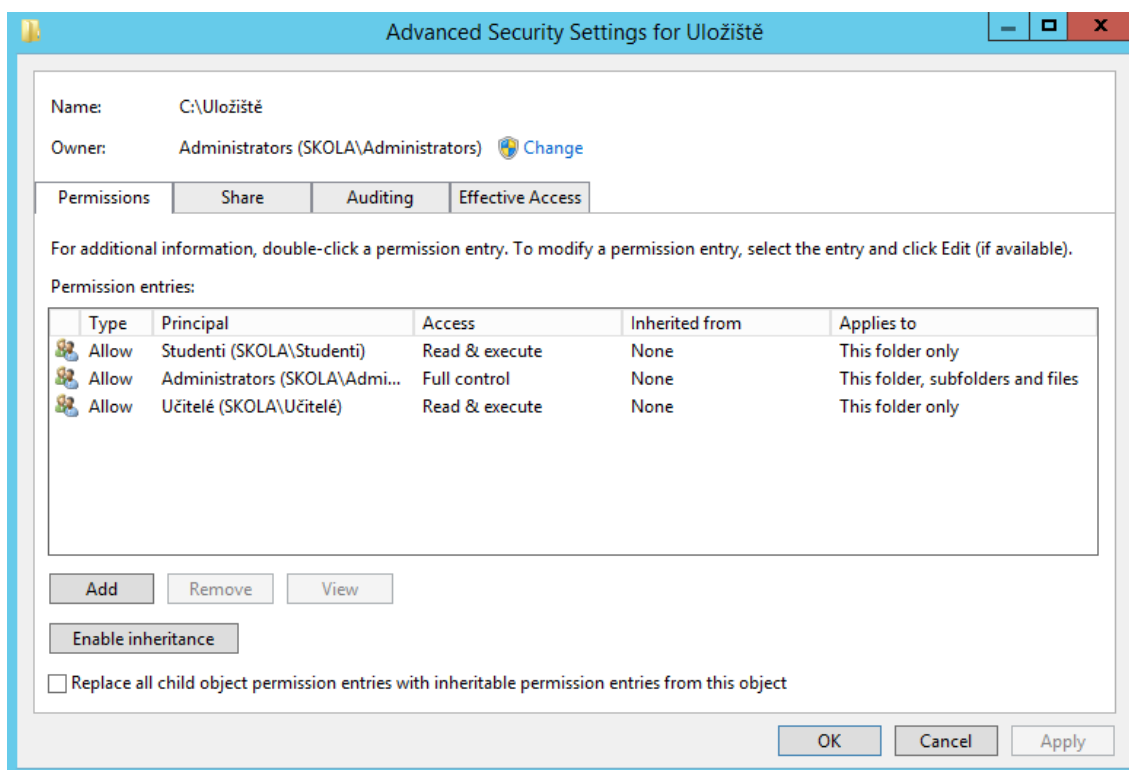 Advanced Security Settings for Uložiště
Name: C:\Uložiště
Owner: Administrators (SKOLA\Administrators) Change
Permissions Share Auditing Effective Access
For additional information, double-click a permission entry. To modify a permission entry, select the entry and click Edit (if available).
Permission entries:
Type Principal Access Inherited from Applies to
Allow Studenti (SKOLA\Studenti) Read & execute None This folder only
Allow Administrators (SKOLA\Admi... Full control None This folder, subfolders and files
Allow Učitelé (SKOLA\Učitelé) Read & execute None This folder only
Add Remove View
Enable inheritance
Replace all child object permission entries with inheritable permission entries from this object
OK Cancel Apply